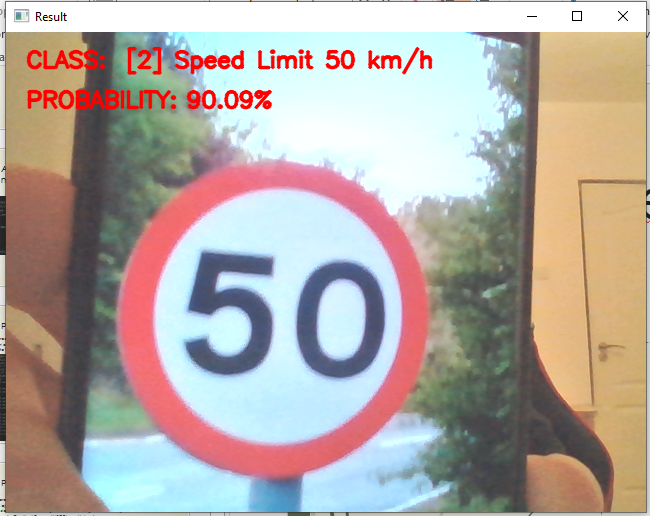 Result
CLASS: [2] Speed Limit 50 km/h
PROBABILITY: 90.09%
50